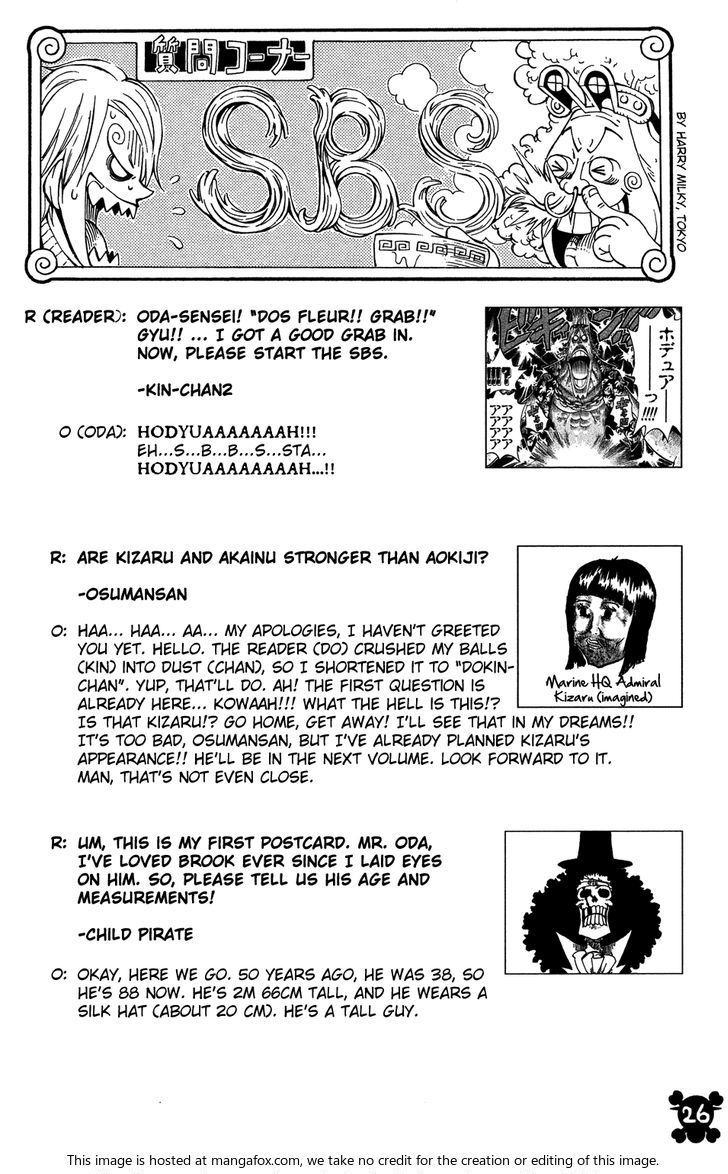 質問コーナー
SBS
BY HARRY MILKY, TOKYO
R (READER): ODA-SENSEI! "DOS FLEUR!! GRAB!!"
GYU!! ... I GOT A GOOD GRAB IN.
NOW, PLEASE START THE SBS.
-KIN-CHAN2
ホデュアーーっ!!!!
!!!?
アアアア
アアアア
O (ODA): HODYUAAAAAAAH!!!
EH...S...B...B...S...STA...
HODYUAAAAAAAAH...!!
R: ARE KIZARU AND AKAINU STRONGER THAN AOKIJI?
-OSUMANSAN
Marine HQ Admiral
Kizaru (imagined)
O: HAA... HAA... AA... MY APOLOGIES, I HAVEN'T GREETED
YOU YET. HELLO. THE READER (DO) CRUSHED MY BALLS
(KIN) INTO DUST (CHAN), SO I SHORTENED IT TO "DOKIN-
CHAN". YUP, THAT'LL DO. AH! THE FIRST QUESTION IS
ALREADY HERE... KOWAAH!!! WHAT THE HELL IS THIS!?
IS THAT KIZARU!? GO HOME, GET AWAY! I'LL SEE THAT IN MY DREAMS!!
IT'S TOO BAD, OSUMANSAN, BUT I'VE ALREADY PLANNED KIZARU'S
APPEARANCE!! HE'LL BE IN THE NEXT VOLUME. LOOK FORWARD TO IT.
MAN, THAT'S NOT EVEN CLOSE.
R: UM, THIS IS MY FIRST POSTCARD. MR. ODA,
I'VE LOVED BROOK EVER SINCE I LAID EYES
ON HIM. SO, PLEASE TELL US HIS AGE AND
MEASUREMENTS!
-CHILD PIRATE
O: OKAY, HERE WE GO. 50 YEARS AGO, HE WAS 38, SO
HE'S 88 NOW. HE'S 2M 66CM TALL, AND HE WEARS A
SILK HAT (ABOUT 20 CM). HE'S A TALL GUY.
26
This image is hosted at mangafox.com, we take no credit for the creation or editing of this image.